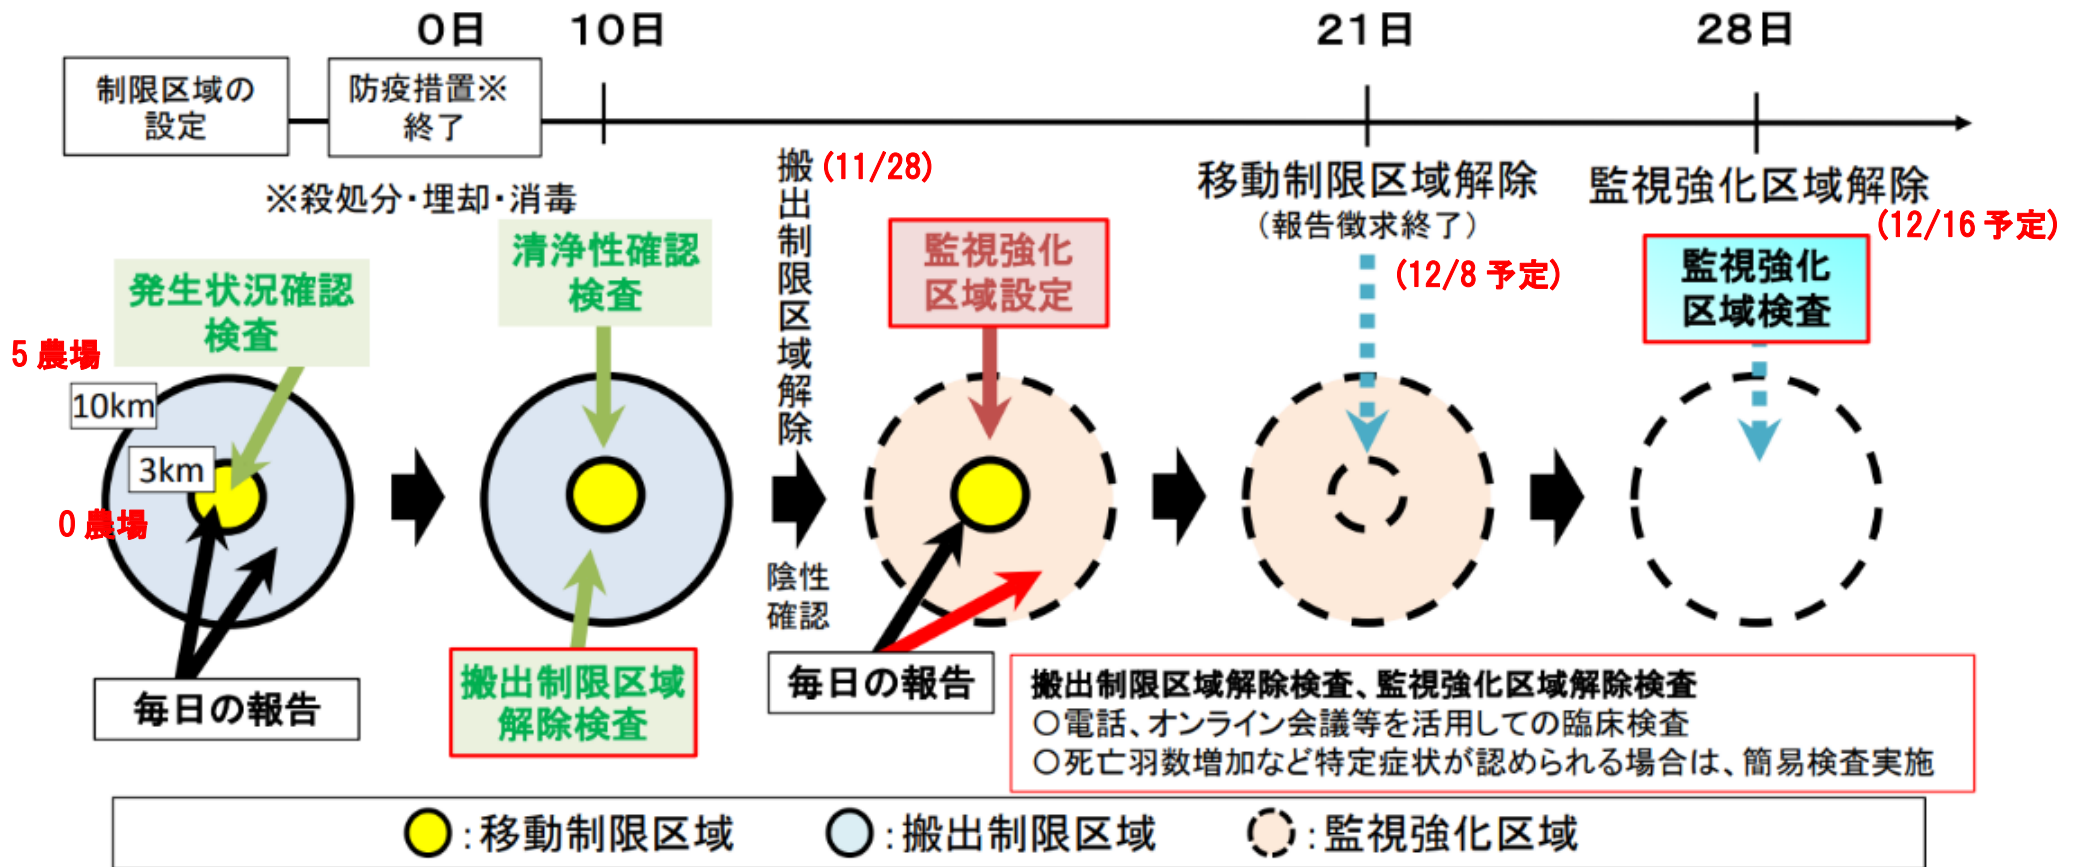 0日
10日
21日
28日
制限区域の
設定
防疫措置※
終了
※殺処分・埋却・消毒
搬出制限区域解除
(11/28)
移動制限区域解除
(報告徴求終了)
(12/8 予定)
監視強化区域解除
(12/16 予定)
発生状況確認
検査
清浄性確認
検査
監視強化
区域設定
監視強化
区域検査
5 農場
10km
3km
0 農場
陰性
確認
毎日の報告
搬出制限区域
解除検査
毎日の報告
搬出制限区域解除検査、監視強化区域解除検査
○電話、オンライン会議等を活用しての臨床検査
○死亡羽数増加など特定症状が認められる場合は、簡易検査実施
:移動制限区域
:搬出制限区域
:監視強化区域